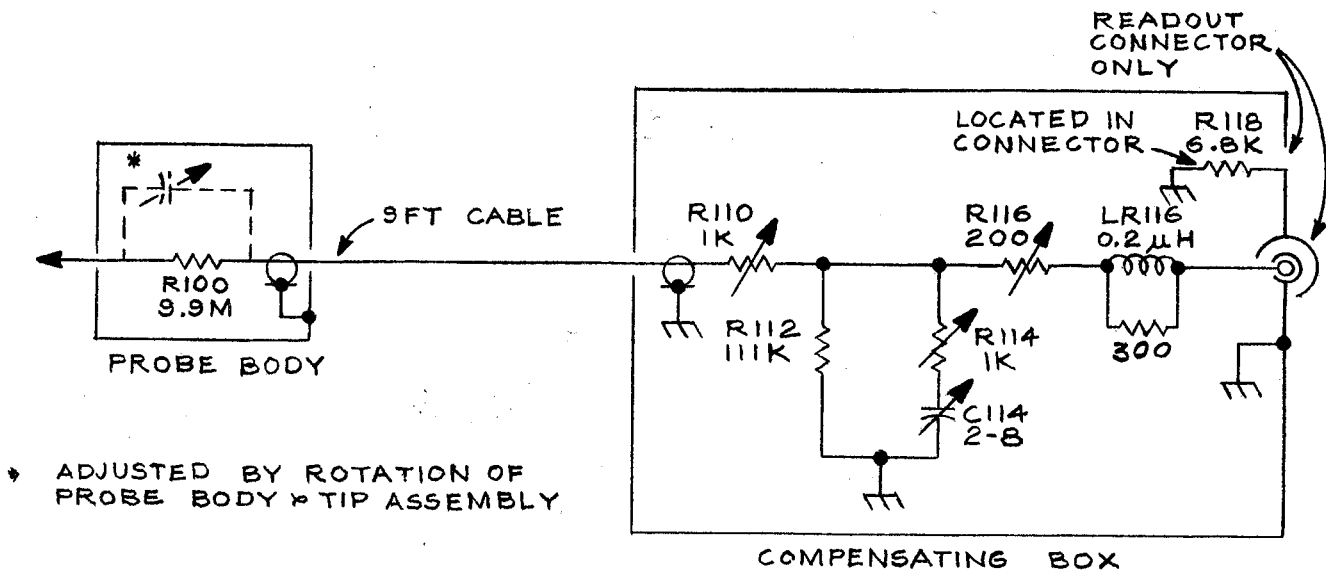 READOUT
CONNECTOR
ONLY
LOCATED IN
CONNECTOR
R118
6.8K
*
9FT CABLE
R110
1K
R116
200
LR116
0.2 µH
R100
9.9M
R112
111K
R114
1K
300
PROBE BODY
C114
2-8
* ADJUSTED BY ROTATION OF
PROBE BODY & TIP ASSEMBLY
COMPENSATING BOX